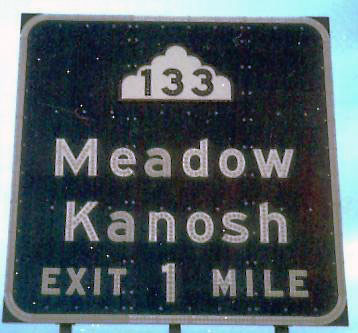 133
Meadow
Kanosh
EXIT 1 MILE